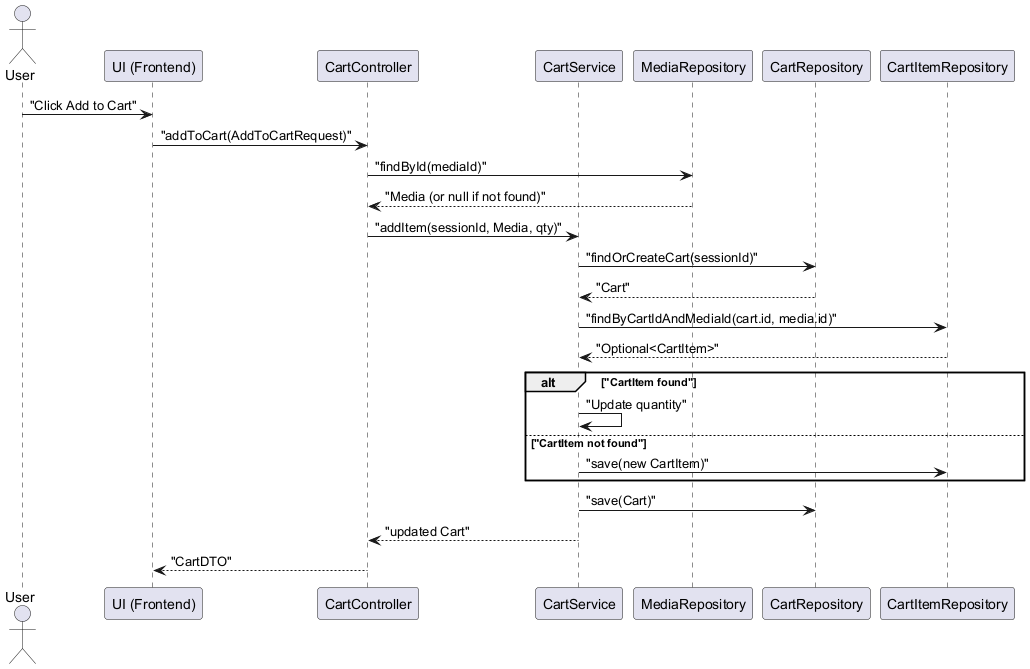 User
UI (Frontend)
CartController
CartService
MediaRepository
CartRepository
CartItemRepository
"Click Add to Cart"
"addToCart(AddToCartRequest)"
"findById(mediaId)"
"Media (or null if not found)"
"addItem(sessionId, Media, qty)"
"findOrCreateCart(sessionId)"
"Cart"
"findByCartIdAndMediaId(cart.id, media.id)"
"Optional<CartItem>"
alt
["CartItem found"]
"Update quantity"
["CartItem not found"]
"save(new CartItem)"
"save(Cart)"
"updated Cart"
"CartDTO"
User
UI (Frontend)
CartController
CartService
MediaRepository
CartRepository
CartItemRepository